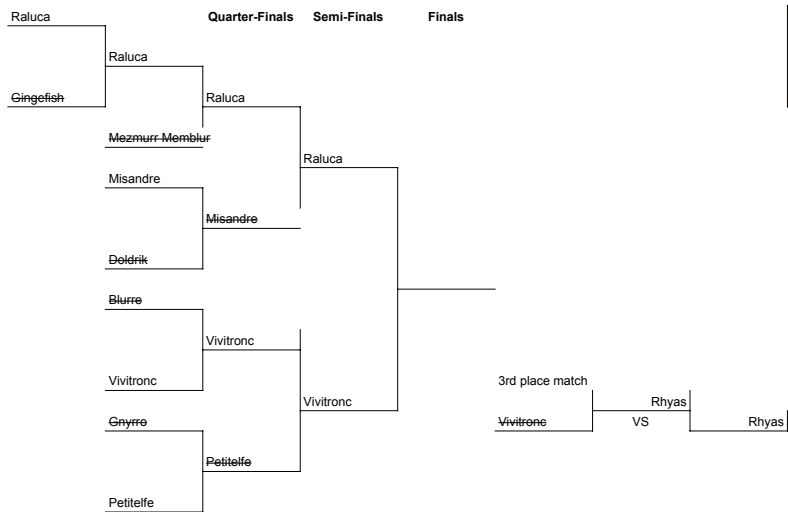 Raluca
Quarter-Finals Semi-Finals Finals
Raluca
Gingefish
Raluca
Mezmurr Memblur
Raluca
Misandre
Misandre
Doldrik
Blurre
Vivitronc
Vivitronc
3rd place match
Vivitronc
Rhyas
Gnyrro
Vivitronc
VS
Rhyas
Petitelfe
Petitelfe